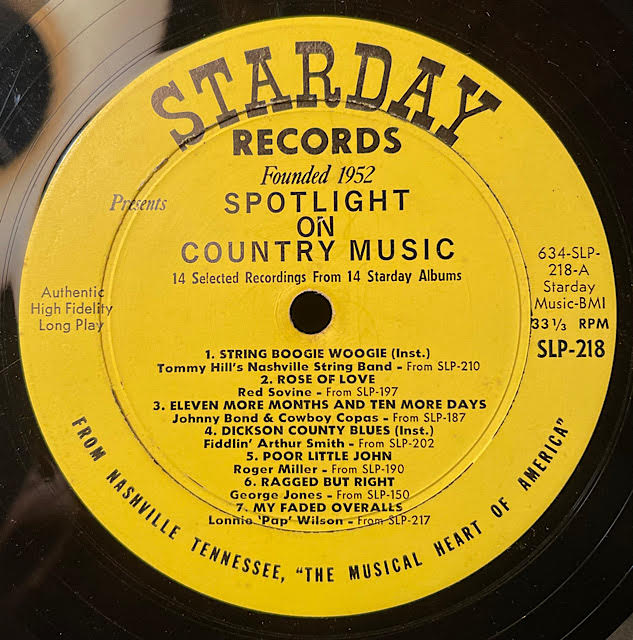 STARDAY
RECORDS
Founded 1952
Presents
SPOTLIGHT
ON
COUNTRY MUSIC
14 Selected Recordings From 14 Starday Albums
Authentic
High Fidelity
Long Play
634-SLP-
218-A
Starday
Music-BMI
33⅓ RPM
SLP-218
1. STRING BOOGIE WOOGIE (Inst.)
Tommy Hill's Nashville String Band - From SLP-210
2. ROSE OF LOVE
Red Sovine - From SLP-197
3. ELEVEN MORE MONTHS AND TEN MORE DAYS
Johnny Bond & Cowboy Copas - From SLP-187
4. DICKSON COUNTY BLUES (Inst.)
Fiddlin' Arthur Smith - From SLP-202
5. POOR LITTLE JOHN
Roger Miller - From SLP-190
6. RAGGED BUT RIGHT
George Jones - From SLP-150
7. MY FADED OVERALLS
Lonnie 'Pap' Wilson - From SLP-217
FROM NASHVILLE TENNESSEE, "THE MUSICAL HEART OF AMERICA"